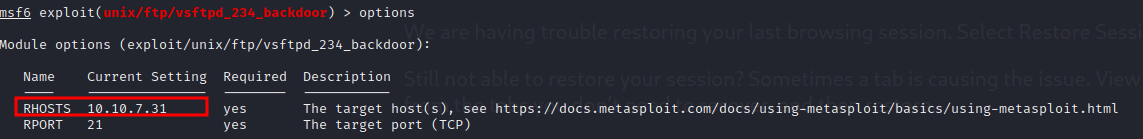 msf6 exploit(unix/ftp/vsftpd_234_backdoor) > options
We are having trouble restoring your last browsing session. Select Restore Sessi
Module options (exploit/unix/ftp/vsftpd_234_backdoor):
Name Current Setting Required Description
Still not able to restore your session? Sometimes a tab is causing the issue. View
RHOSTS 10.10.7.31 yes The target host(s), see https://docs.metasploit.com/docs/using-metasploit/basics/using-metasploit.html
RPORT 21 yes The target port (TCP)